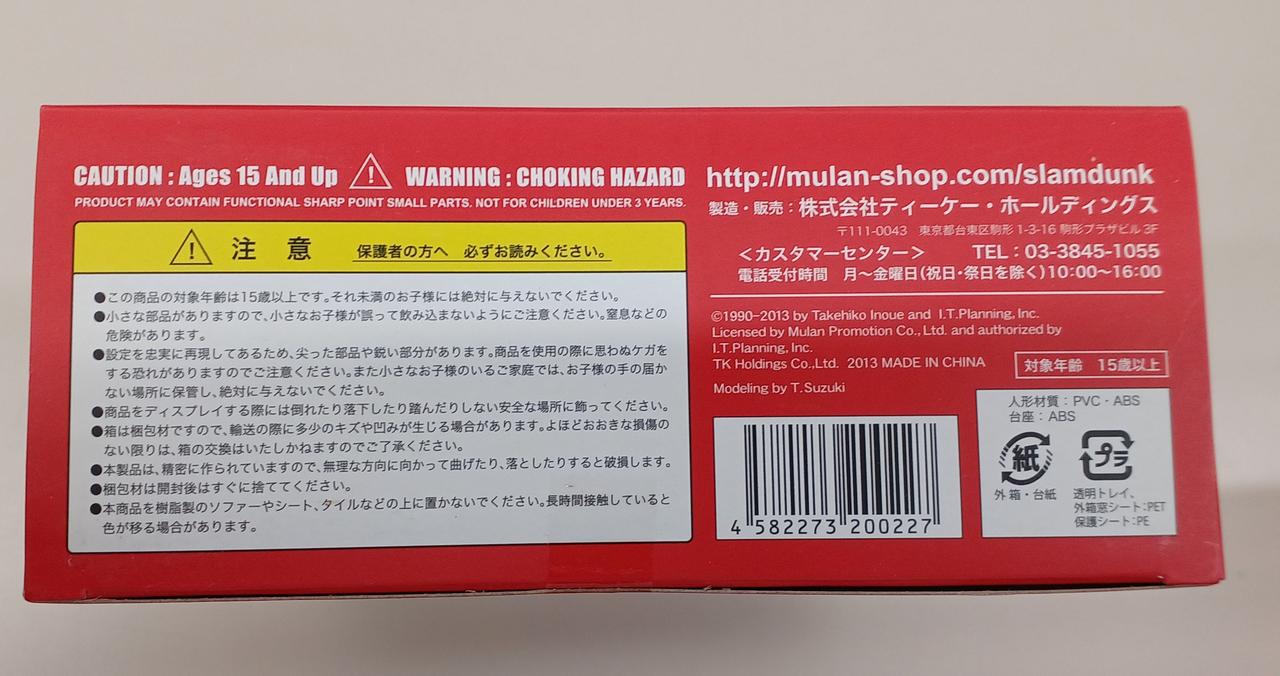 CAUTION : Ages 15 And Up ! WARNING : CHOKING HAZARD
PRODUCT MAY CONTAIN FUNCTIONAL SHARP POINT SMALL PARTS. NOT FOR CHILDREN UNDER 3 YEARS.
! 注 意 保護者の方へ 必ずお読みください。
●この商品の対象年齢は15歳以上です。それ未満のお子様には絶対に与えないでください。
●小さな部品がありますので、小さなお子様が誤って飲み込まないようにご注意ください。窒息などの
危険があります。
●設定を忠実に再現してあるため、尖った部品や鋭い部分があります。商品を使用の際に思わぬケガを
する恐れがありますのでご注意ください。また小さなお子様のいるご家庭では、お子様の手の届か
ない場所に保管し、絶対に与えないでください。
●商品をディスプレイする際には倒れたり落下したり踏んだりしない安全な場所に飾ってください。
●箱は梱包材ですので、輸送の際に多少のキズや凹みが生じる場合があります。よほどおおきな損傷の
ない限りは、箱の交換はいたしかねますのでご了承ください。
●本製品は、精密に作られていますので、無理な方向に向かって曲げたり、落としたりすると破損します。
●梱包材は開封後はすぐに捨ててください。
●本商品を樹脂製のソファーやシート、タイルなどの上に置かないでください。長時間接触していると
色が移る場合があります。
http://mulan-shop.com/slamdunk
製造・販売：株式会社ティーケー・ホールディングス
〒111-0043 東京都台東区駒形 1-3-16 駒形プラザビル 3F
＜カスタマーセンター＞ TEL：03-3845-1055
電話受付時間 月～金曜日(祝日・祭日を除く)10:00～16:00
©1990-2013 by Takehiko Inoue and I.T.Planning, Inc.
Licensed by Mulan Promotion Co., Ltd. and authorized by
I.T.Planning, Inc.
TK Holdings Co.,Ltd. 2013 MADE IN CHINA
対象年齢 15歳以上
Modeling by T.Suzuki
4 582273 200227
人形材質：PVC・ABS
台座：ABS
紙 プラ
外箱・台紙
透明トレイ、
外箱窓シート：PET
保護シート：PE